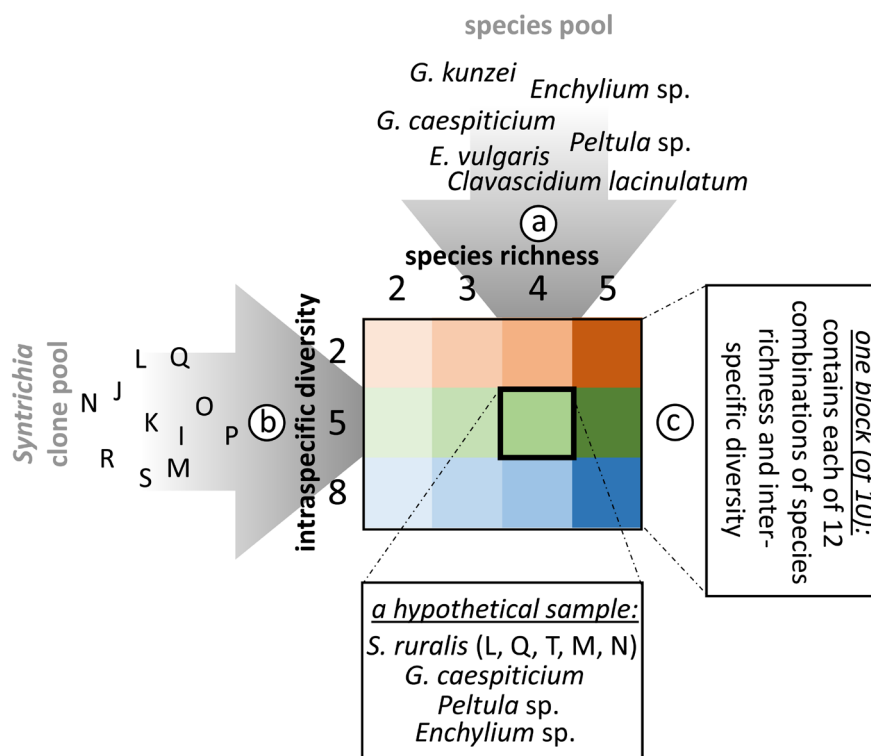 species pool
G. kunzei
Enchylium sp.
G. caespiticium
Peltula sp.
E. vulgaris
Clavascidium lacinulatum
a
species richness
2 3 4 5
Syntrichia
clone pool
L Q
J
N
O
K
I
P
R
M
S
b
intraspecific diversity
2
5
8
c
one block (of 10):
contains each of 12
combinations of species
richness and inter-
specific diversity
a hypothetical sample:
S. ruralis (L, Q, T, M, N)
G. caespiticium
Peltula sp.
Enchylium sp.